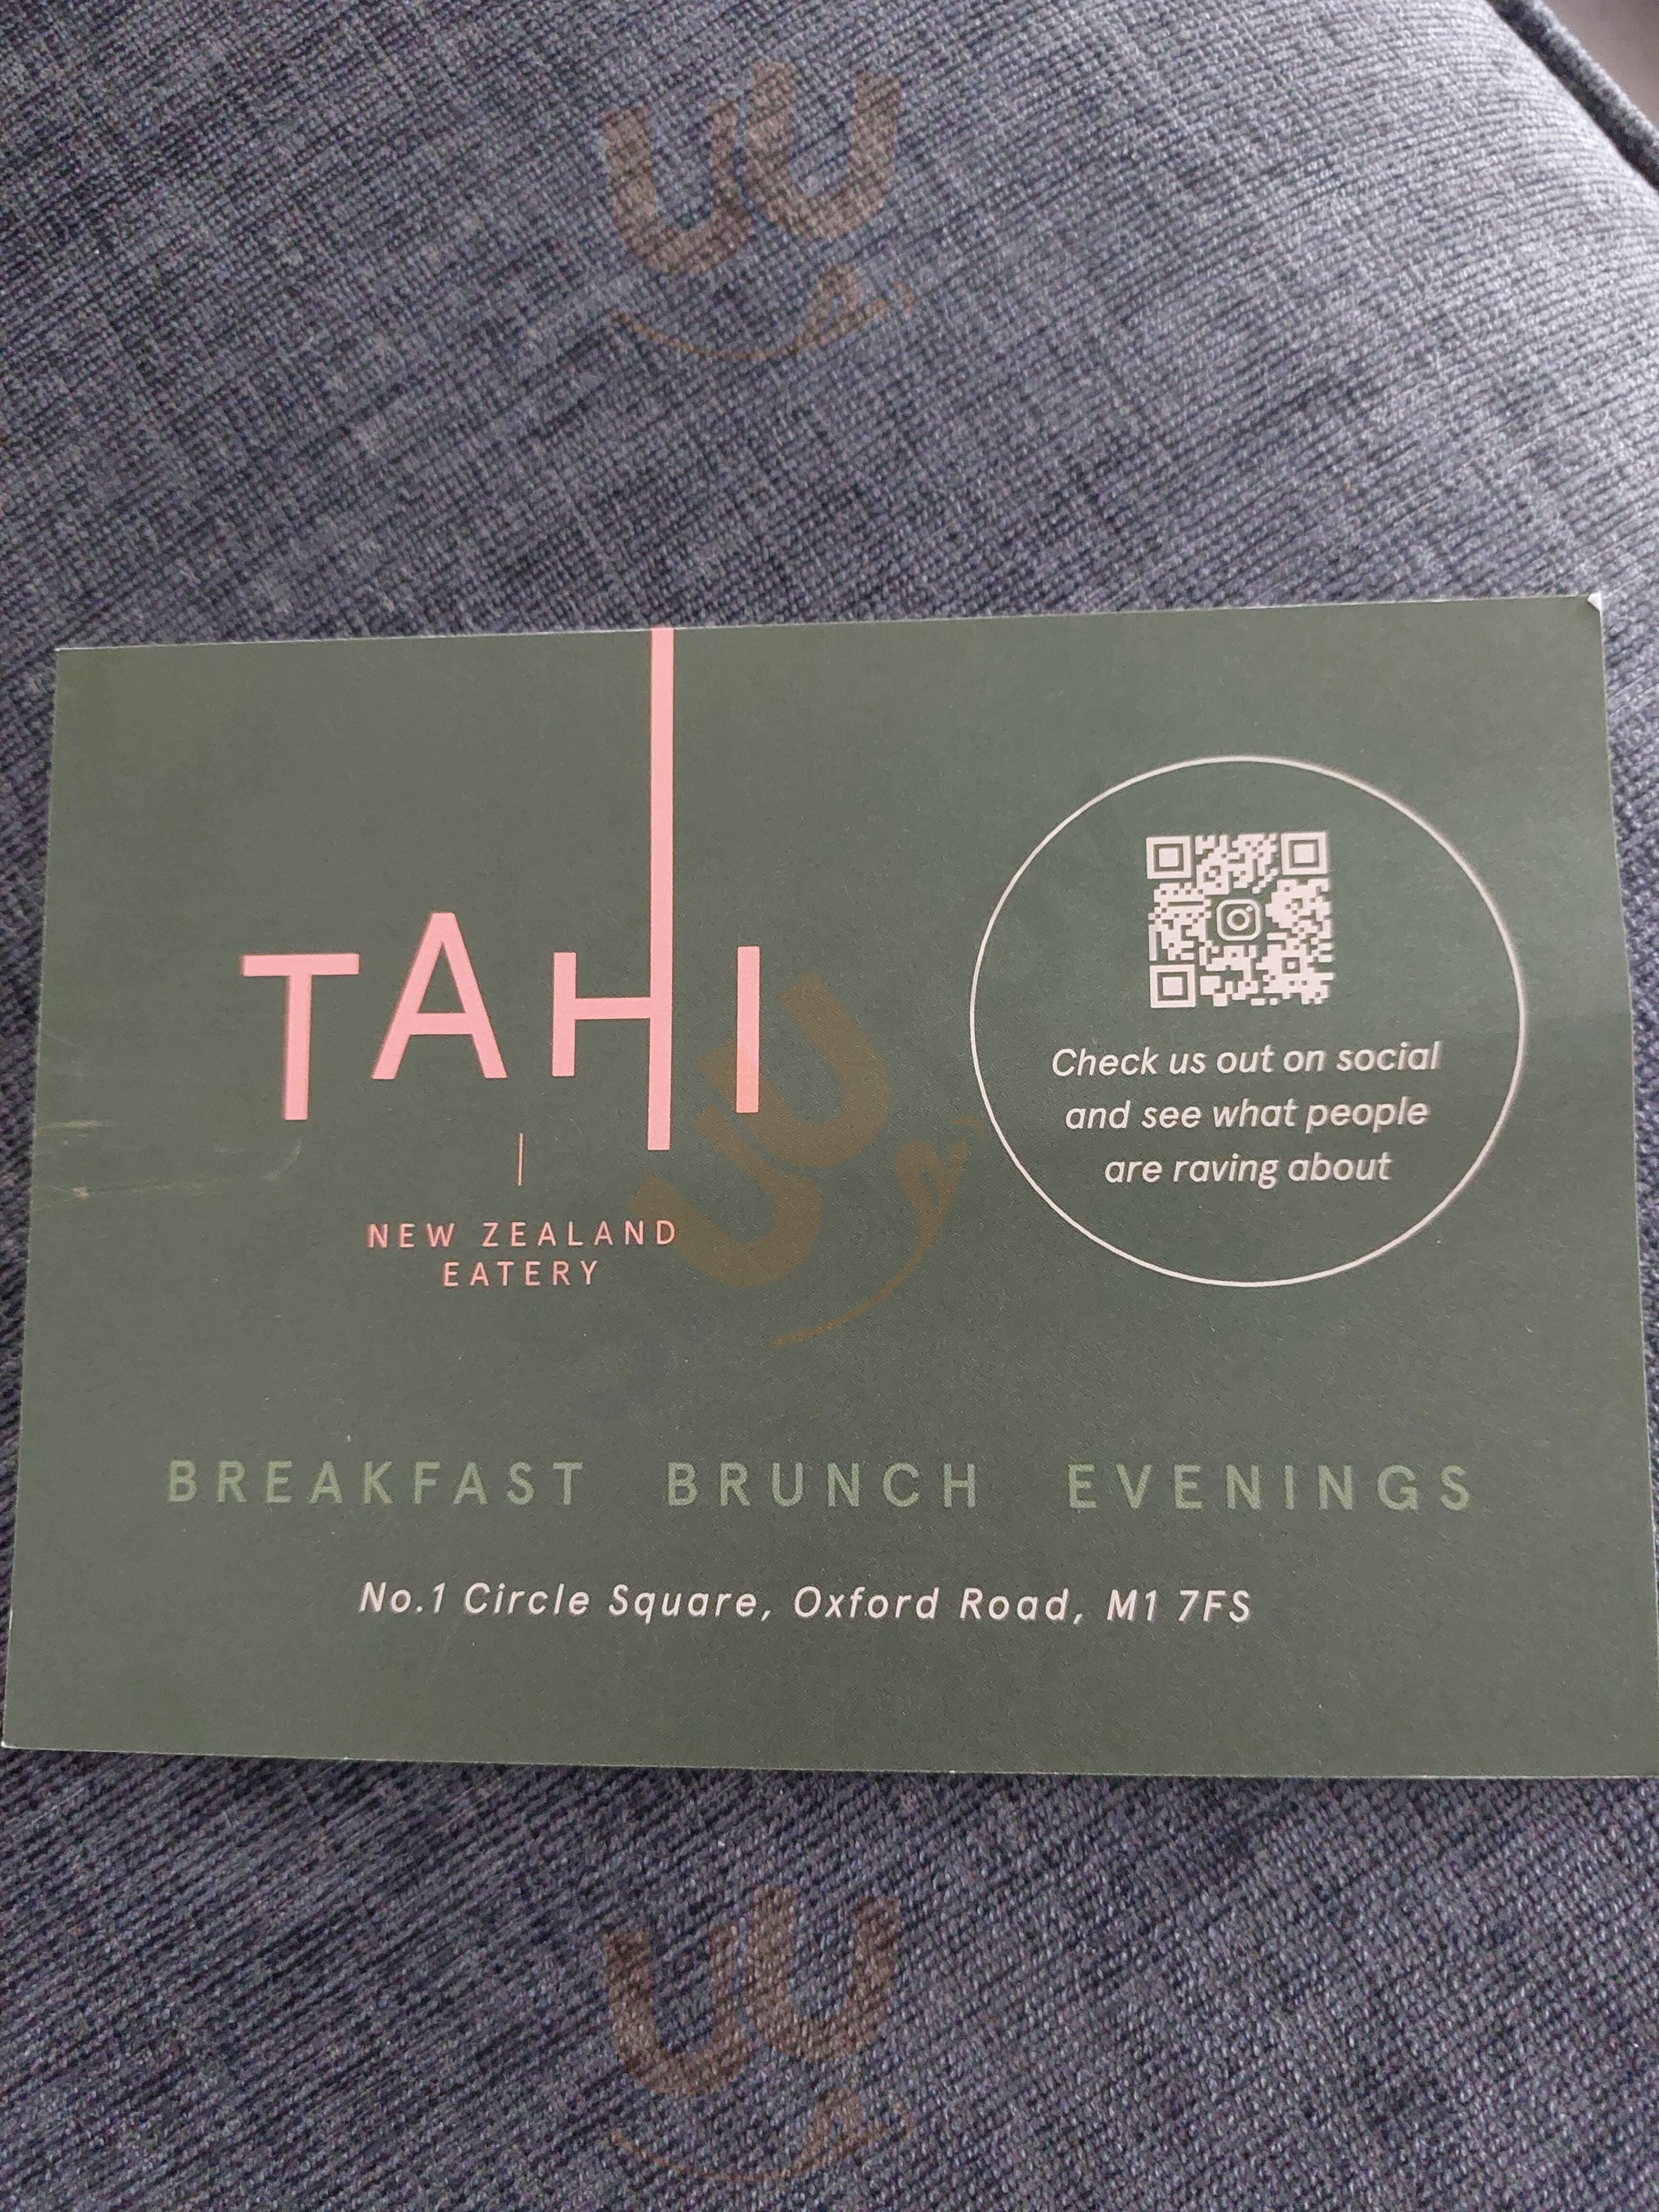 TAHI
NEW ZEALAND
EATERY
Check us out on social
and see what people
are raving about
BREAKFAST BRUNCH EVENINGS
No.1 Circle Square, Oxford Road, M1 7FS